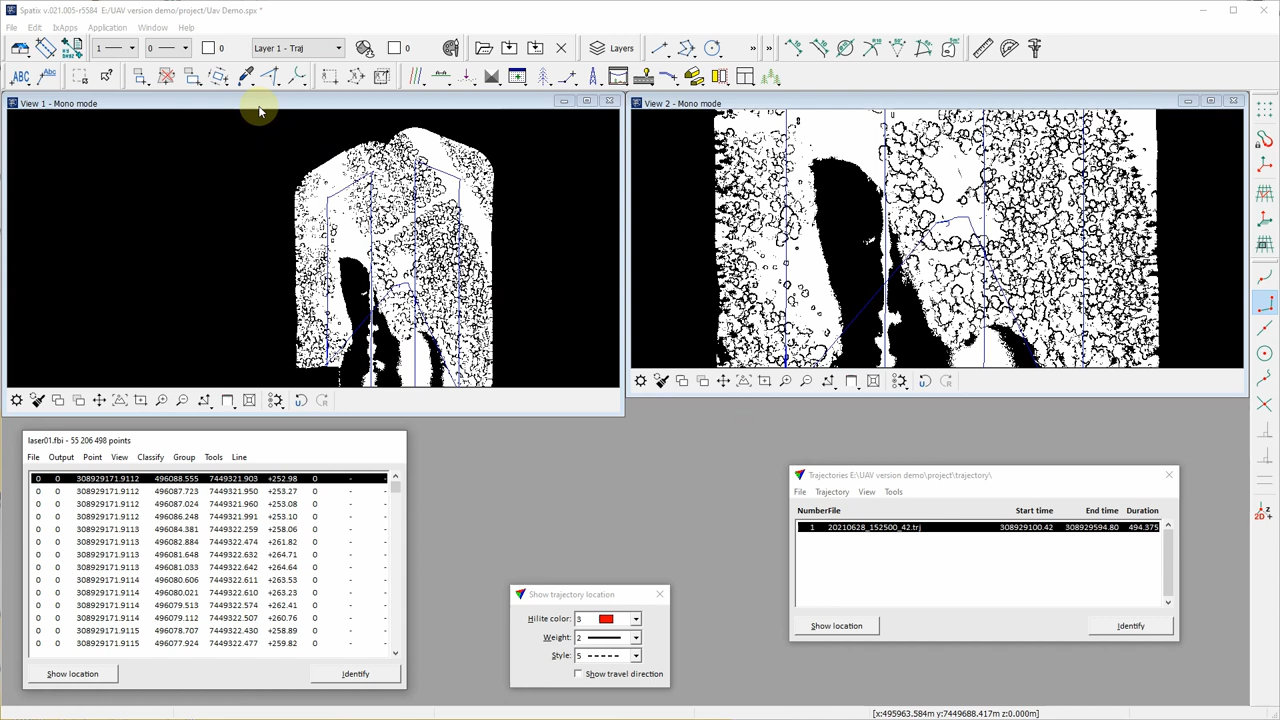 Spatix v.021.005-r5584 E:/UAV version demo/project/Uav Demo.spx *
File Edit IxApps Application Window Help
1 0 0 Layer 1 - Traj 0 Layers
View 1 - Mono mode
View 2 - Mono mode
laser01.fbi - 55 206 498 points
File Output Point View Classify Group Tools Line
0 0 308929171.9112 496088.555 7449321.903 +252.98 0 - -
0 0 308929171.9112 496087.723 7449321.950 +253.27 0 - -
0 0 308929171.9112 496087.024 7449321.960 +253.08 0 - -
0 0 308929171.9112 496086.248 7449321.991 +253.10 0 - -
0 0 308929171.9112 496084.381 7449322.259 +258.06 0 - -
0 0 308929171.9113 496082.884 7449322.474 +261.82 0 - -
0 0 308929171.9113 496081.648 7449322.632 +264.71 0 - -
0 0 308929171.9113 496081.033 7449322.642 +264.64 0 - -
0 0 308929171.9114 496080.606 7449322.611 +263.53 0 - -
0 0 308929171.9114 496080.021 7449322.610 +263.23 0 - -
0 0 308929171.9114 496079.513 7449322.574 +262.41 0 - -
0 0 308929171.9114 496079.112 7449322.507 +260.76 0 - -
0 0 308929171.9115 496078.707 7449322.430 +258.89 0 - -
0 0 308929171.9115 496077.924 7449322.477 +259.82 0 - -
Show location Identify
Show trajectory location
Hilite color: 3
Weight: 2
Style: 5
Show travel direction
Trajectories E:\UAV version demo\project\trajectory\
File Trajectory View Tools
Number File Start time End time Duration
1 20210628_152500_42.trj 308929100.42 308929594.80 494.375
Show location Identify
[x:495963.584m y:7449688.417m z:0.000m]